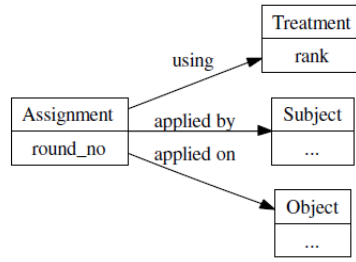 Treatment
rank
using
Assignment
round_no
applied by
applied on
Subject
...
Object
...